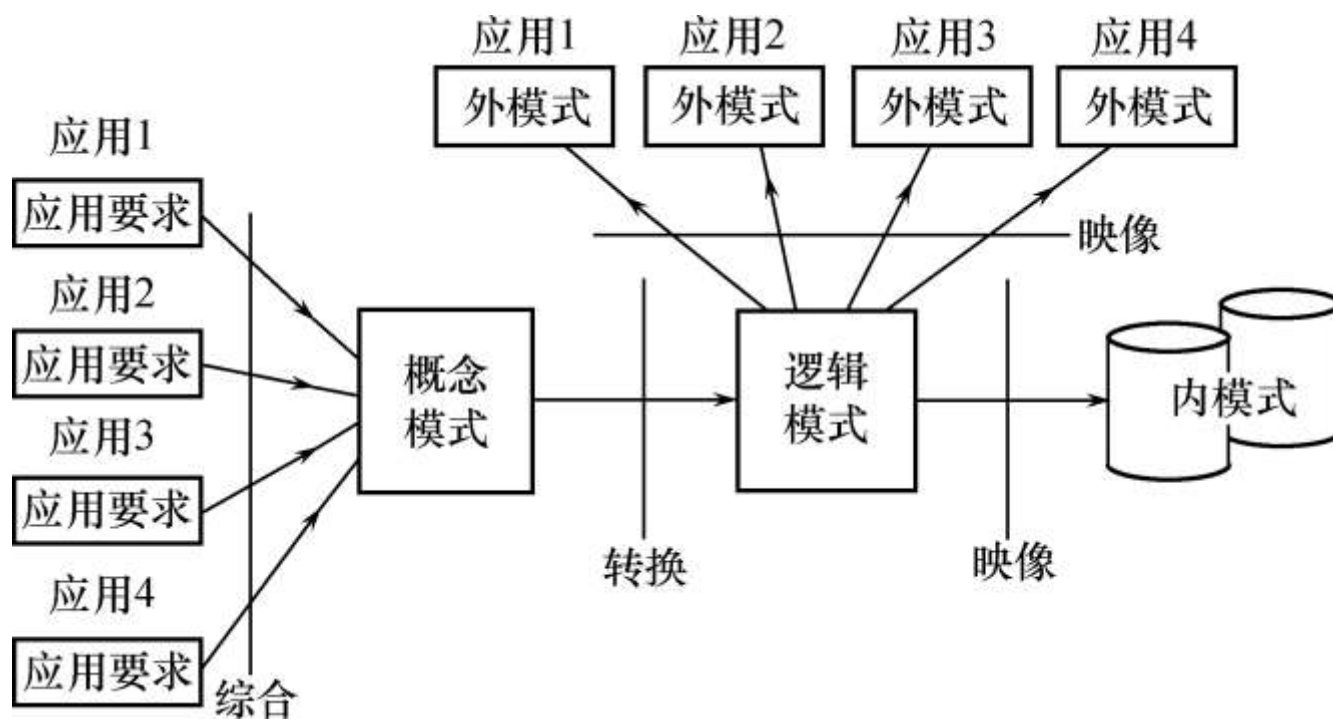 应用1
应用2
应用3
应用4
外模式
外模式
外模式
外模式
映像
应用1
应用要求
应用2
应用要求
应用3
应用要求
应用4
应用要求
综合
概念
模式
转换
逻辑
模式
映像
内模式